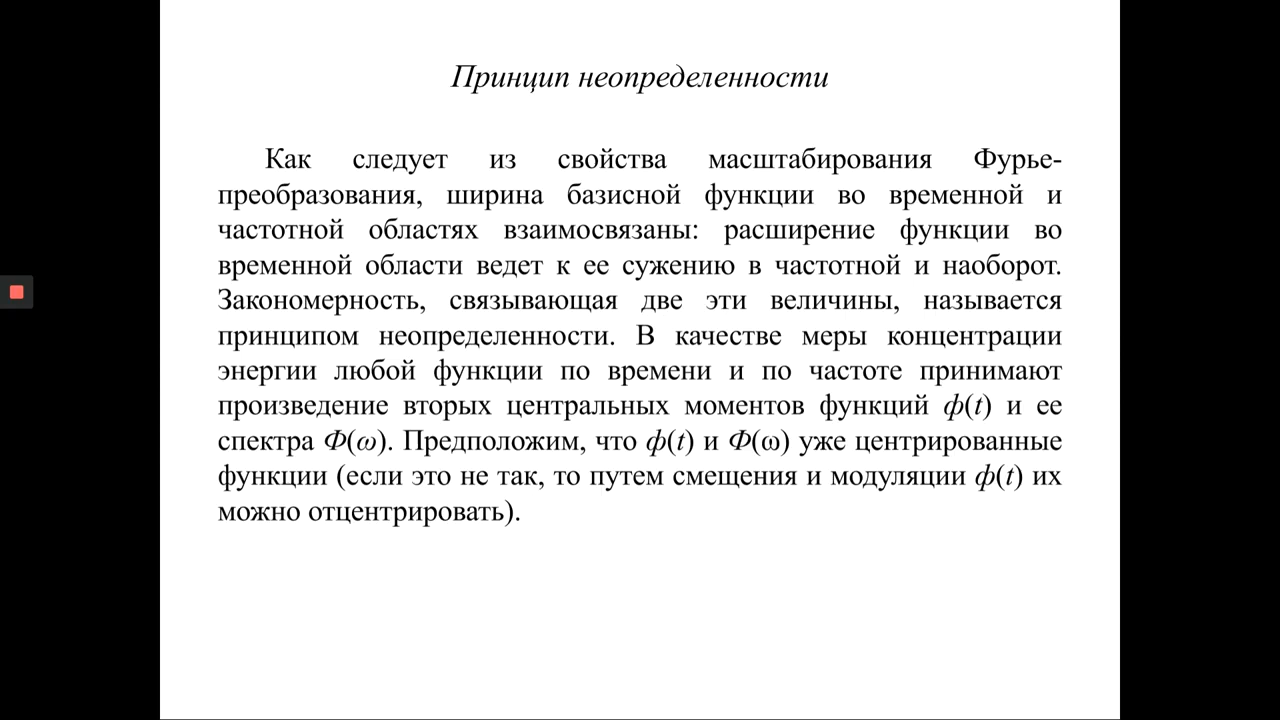 Принцип неопределенности
Как следует из свойства масштабирования Фурье-
преобразования, ширина базисной функции во временной и
частотной областях взаимосвязаны: расширение функции во
временной области ведет к ее сужению в частотной и наоборот.
Закономерность, связывающая две эти величины, называется
принципом неопределенности. В качестве меры концентрации
энергии любой функции по времени и по частоте принимают
произведение вторых центральных моментов функций ф(t) и ее
спектра Ф(ω). Предположим, что ф(t) и Ф(ω) уже центрированные
функции (если это не так, то путем смещения и модуляции ф(t) их
можно отцентрировать).